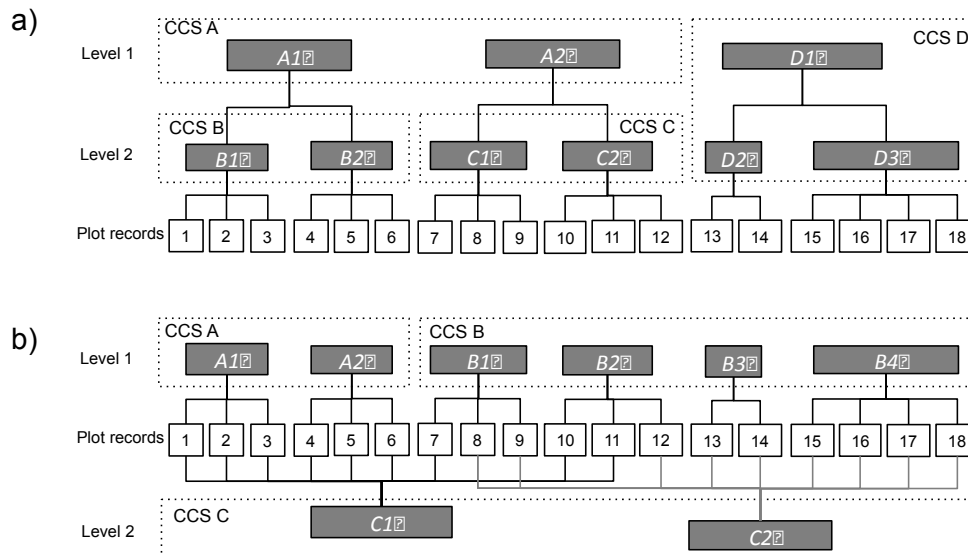 a)
CCS A
CCS D
Level 1
A1⍰ A2⍰ D1⍰
CCS B
CCS C
Level 2
B1⍰ B2⍰ C1⍰ C2⍰ D2⍰ D3⍰
Plot records
1 2 3 4 5 6 7 8 9 10 11 12 13 14 15 16 17 18
b)
CCS A
CCS B
Level 1
A1⍰ A2⍰ B1⍰ B2⍰ B3⍰ B4⍰
Plot records
1 2 3 4 5 6 7 8 9 10 11 12 13 14 15 16 17 18
CCS C
Level 2
C1⍰ C2⍰